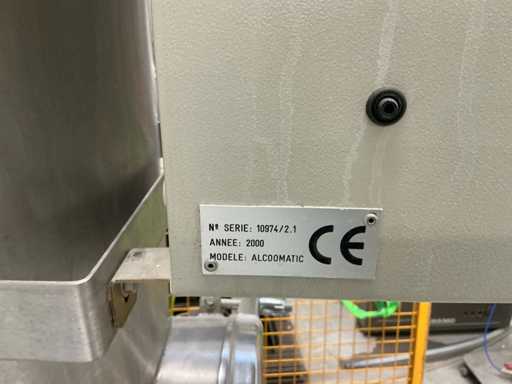 Nº SERIE: 10974/2.1
ANNEE: 2000
MODELE: ALCOOMATIC
CE